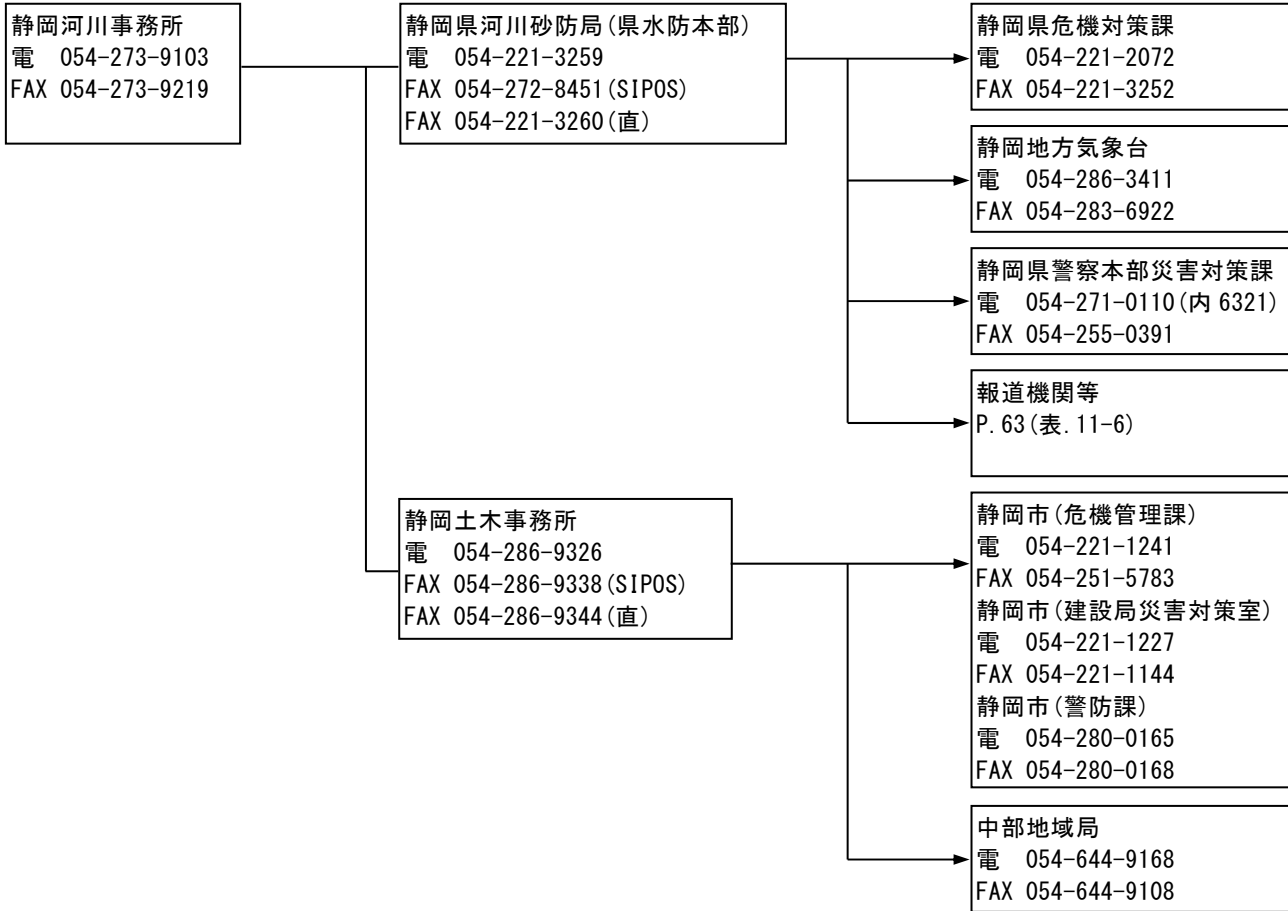 静岡河川事務所
電 054-273-9103
FAX 054-273-9219
静岡県河川砂防局(県水防本部)
電 054-221-3259
FAX 054-272-8451(SIPOS)
FAX 054-221-3260(直)
静岡県危機対策課
電 054-221-2072
FAX 054-221-3252
静岡地方気象台
電 054-286-3411
FAX 054-283-6922
静岡県警察本部災害対策課
電 054-271-0110(内 6321)
FAX 054-255-0391
報道機関等
P.63(表.11-6)
静岡土木事務所
電 054-286-9326
FAX 054-286-9338(SIPOS)
FAX 054-286-9344(直)
静岡市(危機管理課)
電 054-221-1241
FAX 054-251-5783
静岡市(建設局災害対策室)
電 054-221-1227
FAX 054-221-1144
静岡市(警防課)
電 054-280-0165
FAX 054-280-0168
中部地域局
電 054-644-9168
FAX 054-644-9108